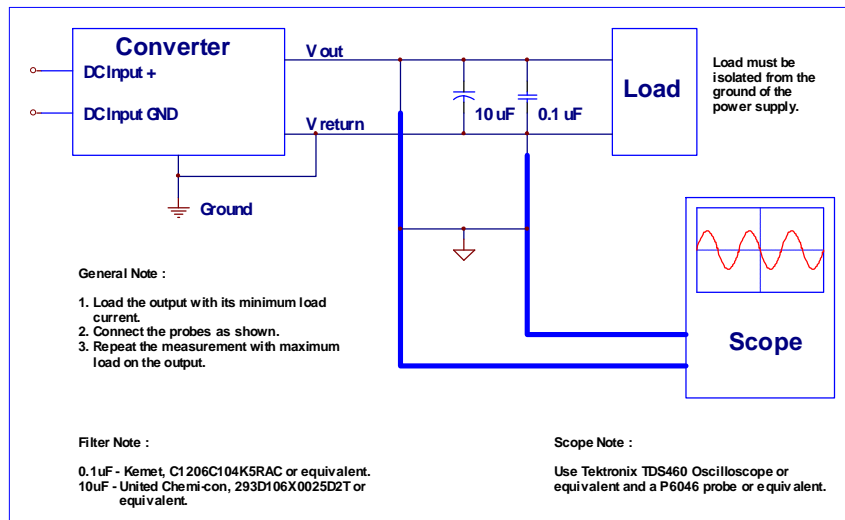 Converter
DC Input +
DC Input GND
V out
V return
Ground
10 uF
0.1 uF
Load
Load must be
isolated from the
ground of the
power supply.
Scope
General Note :
1. Load the output with its minimum load
current.
2. Connect the probes as shown.
3. Repeat the measurement with maximum
load on the output.
Filter Note :
0.1uF - Kemet, C1206C104K5RAC or equivalent.
10uF - United Chemi-con, 293D106X0025D2T or
equivalent.
Scope Note :
Use Tektronix TDS460 Oscilloscope or
equivalent and a P6046 probe or equivalent.